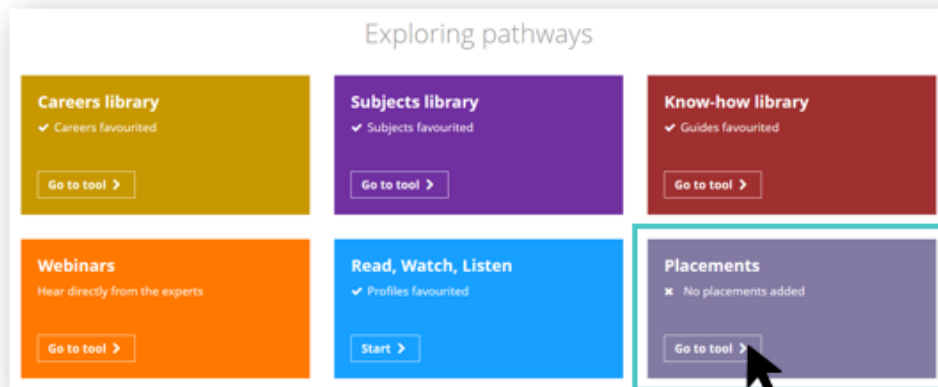 Exploring pathways
Careers library
✔ Careers favourited
Go to tool ❯
Subjects library
✔ Subjects favourited
Go to tool ❯
Know-how library
✔ Guides favourited
Go to tool ❯
Webinars
Hear directly from the experts
Go to tool ❯
Read, Watch, Listen
✔ Profiles favourited
Start ❯
Placements
✖ No placements added
Go to tool ❯